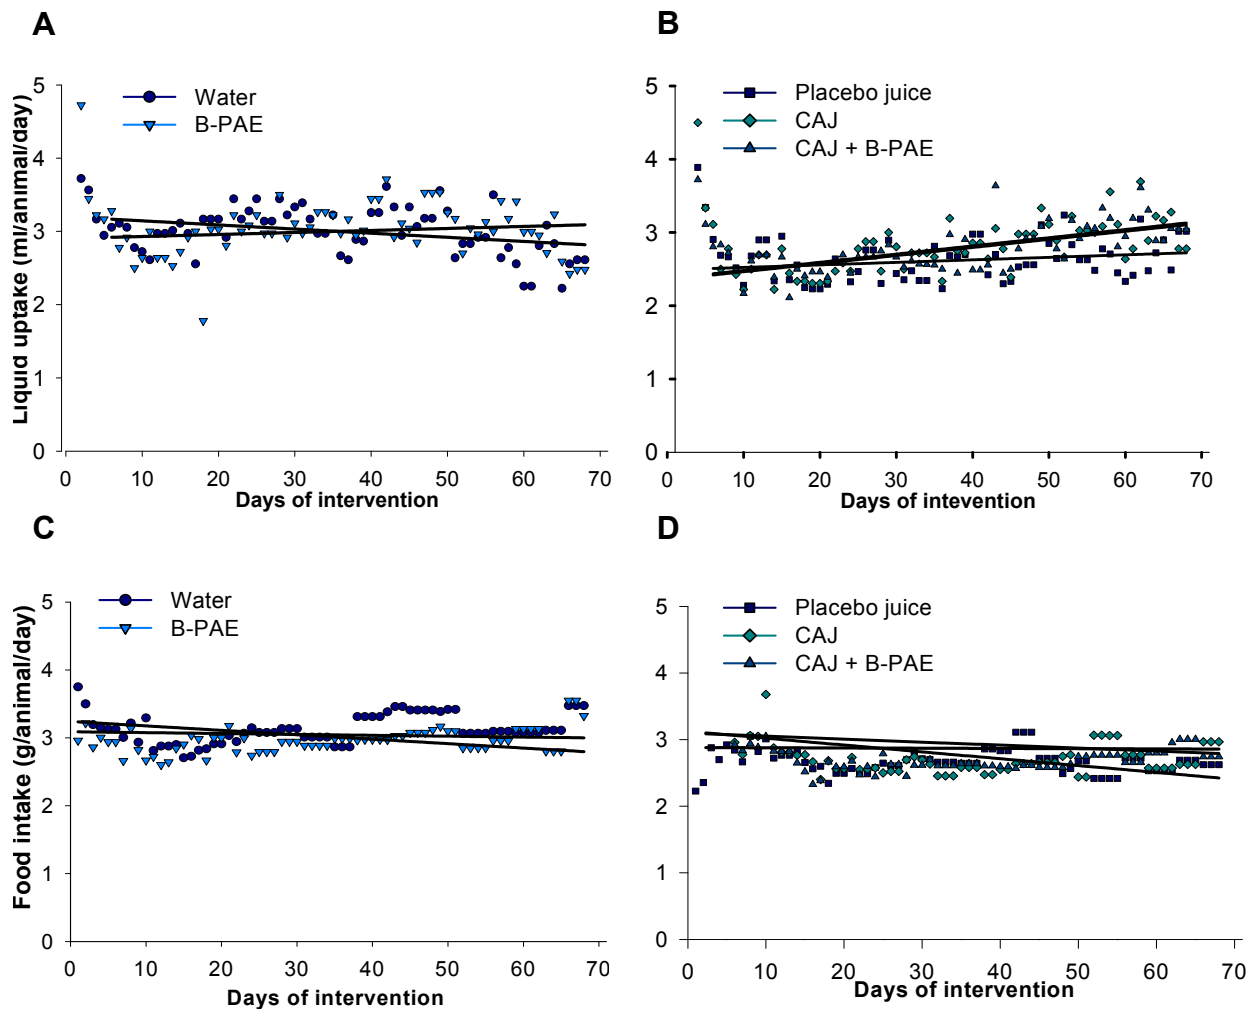 A
Liquid uptake (ml/animal/day)
5
4
3
2
1
0
Water
B-PAE
0 10 20 30 40 50 60 70
Days of intervention
B
5
4
3
2
1
0
Placebo juice
CAJ
CAJ + B-PAE
0 10 20 30 40 50 60 70
Days of intevention
C
Food intake (g/animal/day)
5
4
3
2
1
0
Water
B-PAE
0 10 20 30 40 50 60 70
Days of intervention
D
5
4
3
2
1
0
Placebo juice
CAJ
CAJ + B-PAE
0 10 20 30 40 50 60 70
Days of intervention